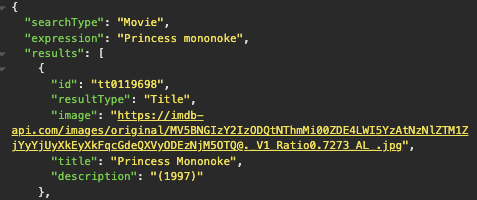 {
"searchType": "Movie",
"expression": "Princess mononoke",
"results": [
{
"id": "tt0119698",
"resultType": "Title",
"image": "https://imdb-
api.com/images/original/MV5BNGIzY2IzODQtNThmMi00ZDE4LWI5YzAtNzNlZTM1Z
jYyYjUyXkEyXkFqcGdeQXVyODEzNjM5OTQ@._V1_Ratio0.7273_AL_.jpg",
"title": "Princess Mononoke",
"description": "(1997)"
},